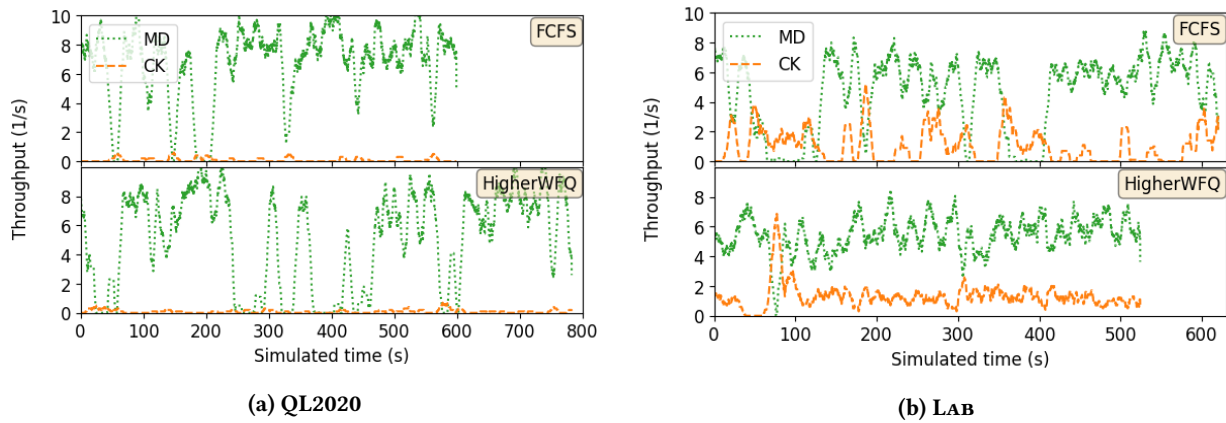 10
8
6
4
2
0
Throughput (1/s)
MD
CK
FCFS
8
6
4
2
0
HigherWFQ
0 100 200 300 400 500 600 700 800
Simulated time (s)
(a) QL2020
10
8
6
4
2
0
Throughput (1/s)
MD
CK
FCFS
8
6
4
2
0
HigherWFQ
0 100 200 300 400 500 600
Simulated time (s)
(b) LAB